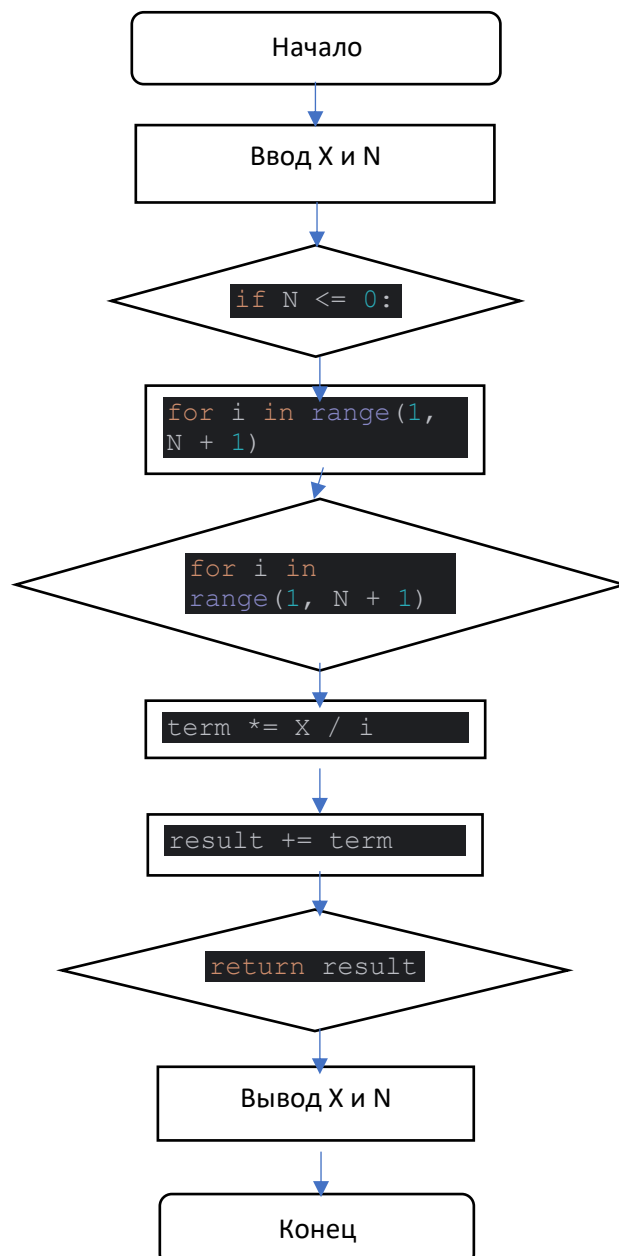 Начало
Ввод X и N
if N <= 0:
for i in range(1,
N + 1)
for i in
range(1, N + 1)
term *= X / i
result += term
return result
Вывод X и N
Конец